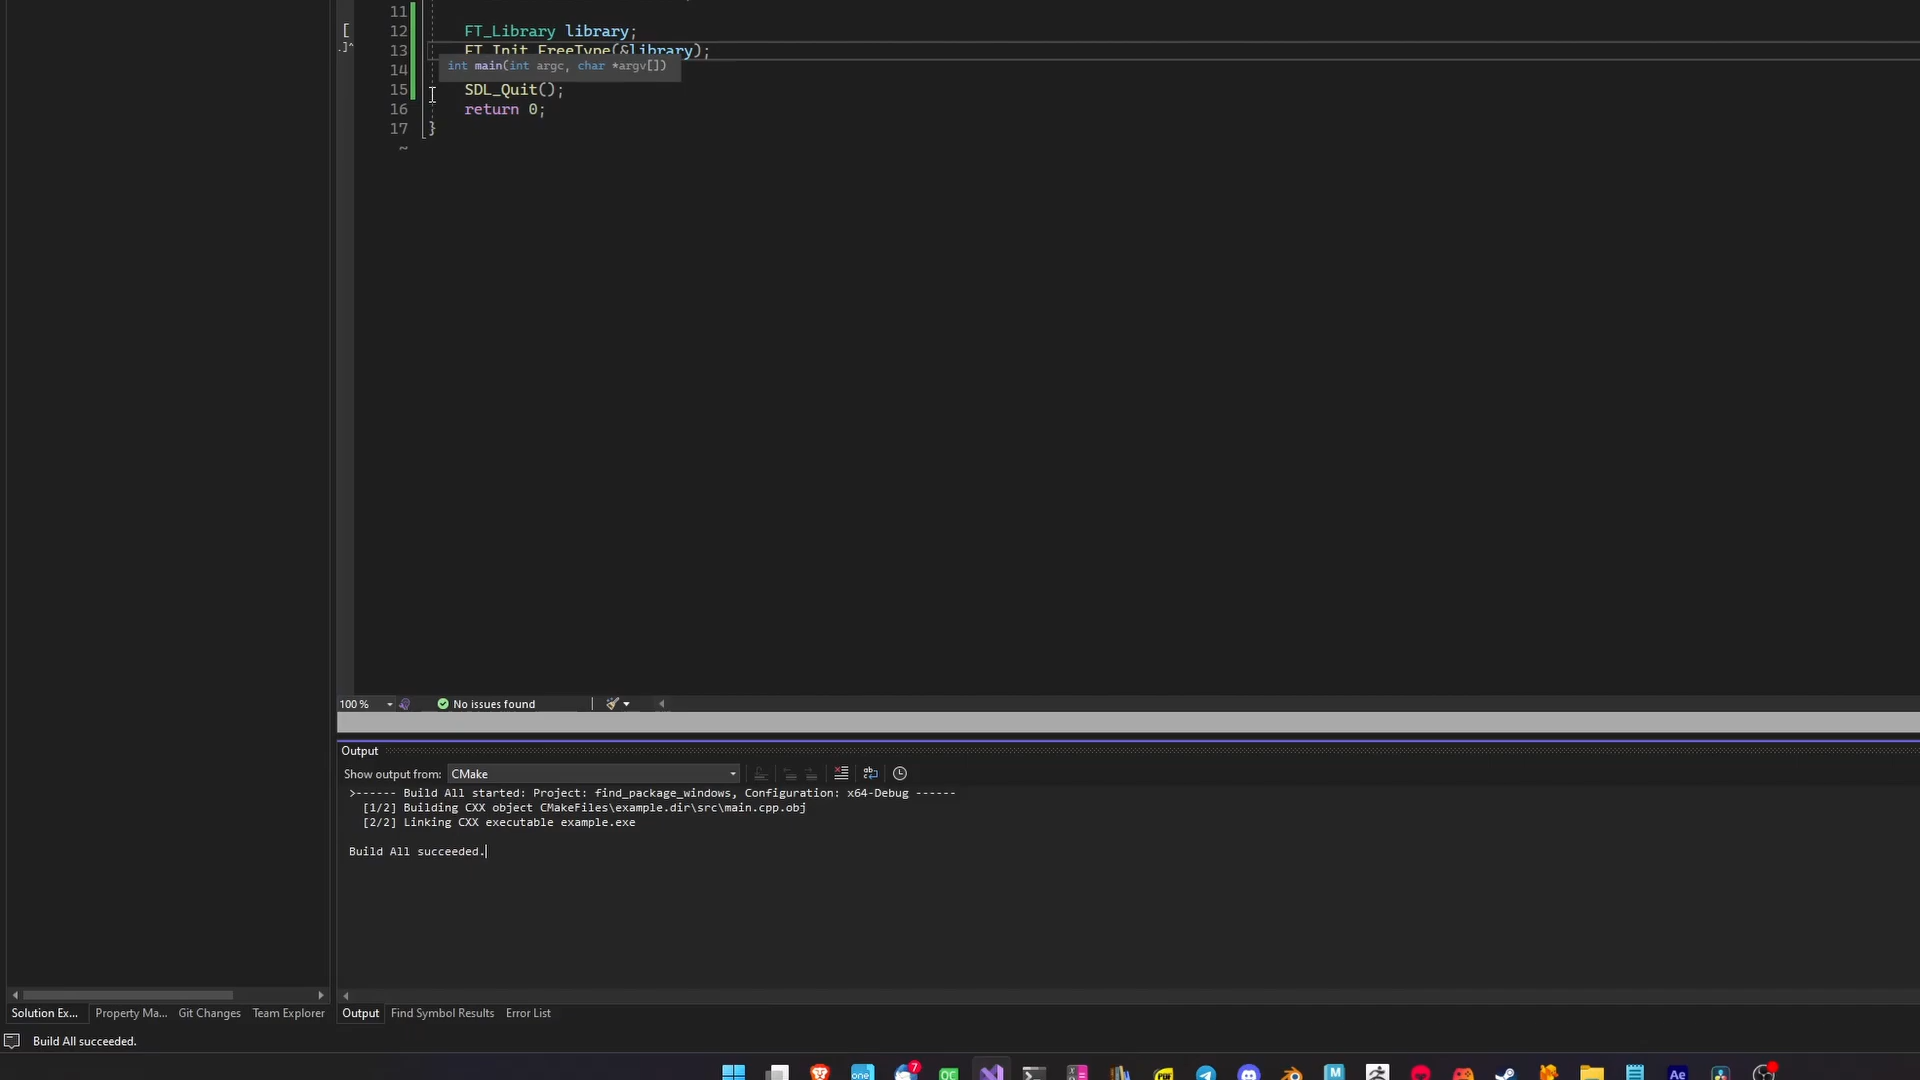 11
12 FT_Library library;
13 FT_Init_FreeType(&library);
int main(int argc, char *argv[])
14
15 SDL_Quit();
16 return 0;
17 }
~
100 %
No issues found
Output
Show output from: CMake
>------ Build All started: Project: find_package_windows, Configuration: x64-Debug ------
[1/2] Building CXX object CMakeFiles\example.dir\src\main.cpp.obj
[2/2] Linking CXX executable example.exe
Build All succeeded.
Solution Ex... Property Ma... Git Changes Team Explorer Output Find Symbol Results Error List
Build All succeeded.
one 7 QC M Ae